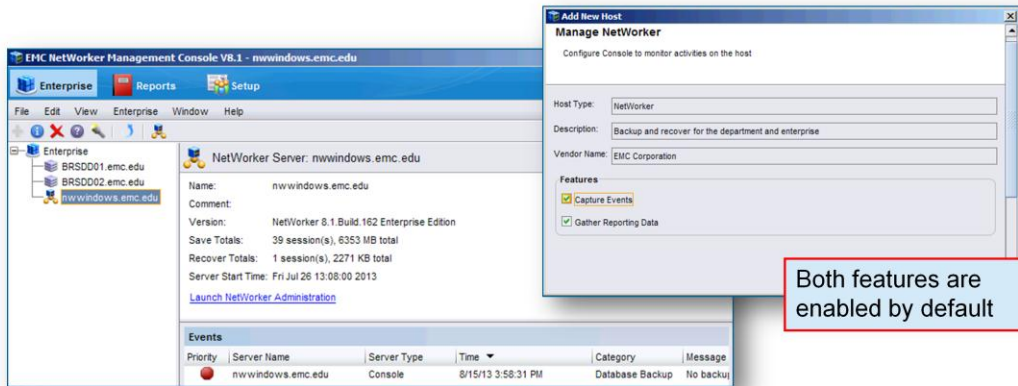 EMC NetWorker Management Console V8.1 - nwwindows.emc.edu
Enterprise Reports Setup
File Edit View Enterprise Window Help
Enterprise
BRSDD01.emc.edu
BRSDD02.emc.edu
nwwindows.emc.edu
NetWorker Server: nwwindows.emc.edu
Name: nwwindows.emc.edu
Comment:
Version: NetWorker 8.1.Build.162 Enterprise Edition
Save Totals: 39 session(s), 6353 MB total
Recover Totals: 1 session(s), 2271 KB total
Server Start Time: Fri Jul 26 13:08:00 2013
Launch NetWorker Administration
Events
Priority Server Name Server Type Time Category Message
nwwindows.emc.edu Console 8/15/13 3:58:31 PM Database Backup No backup
Add New Host
Manage NetWorker
Configure Console to monitor activities on the host
Host Type: NetWorker
Description: Backup and recover for the department and enterprise
Vendor Name: EMC Corporation
Features
Capture Events
Gather Reporting Data
Both features are
enabled by default